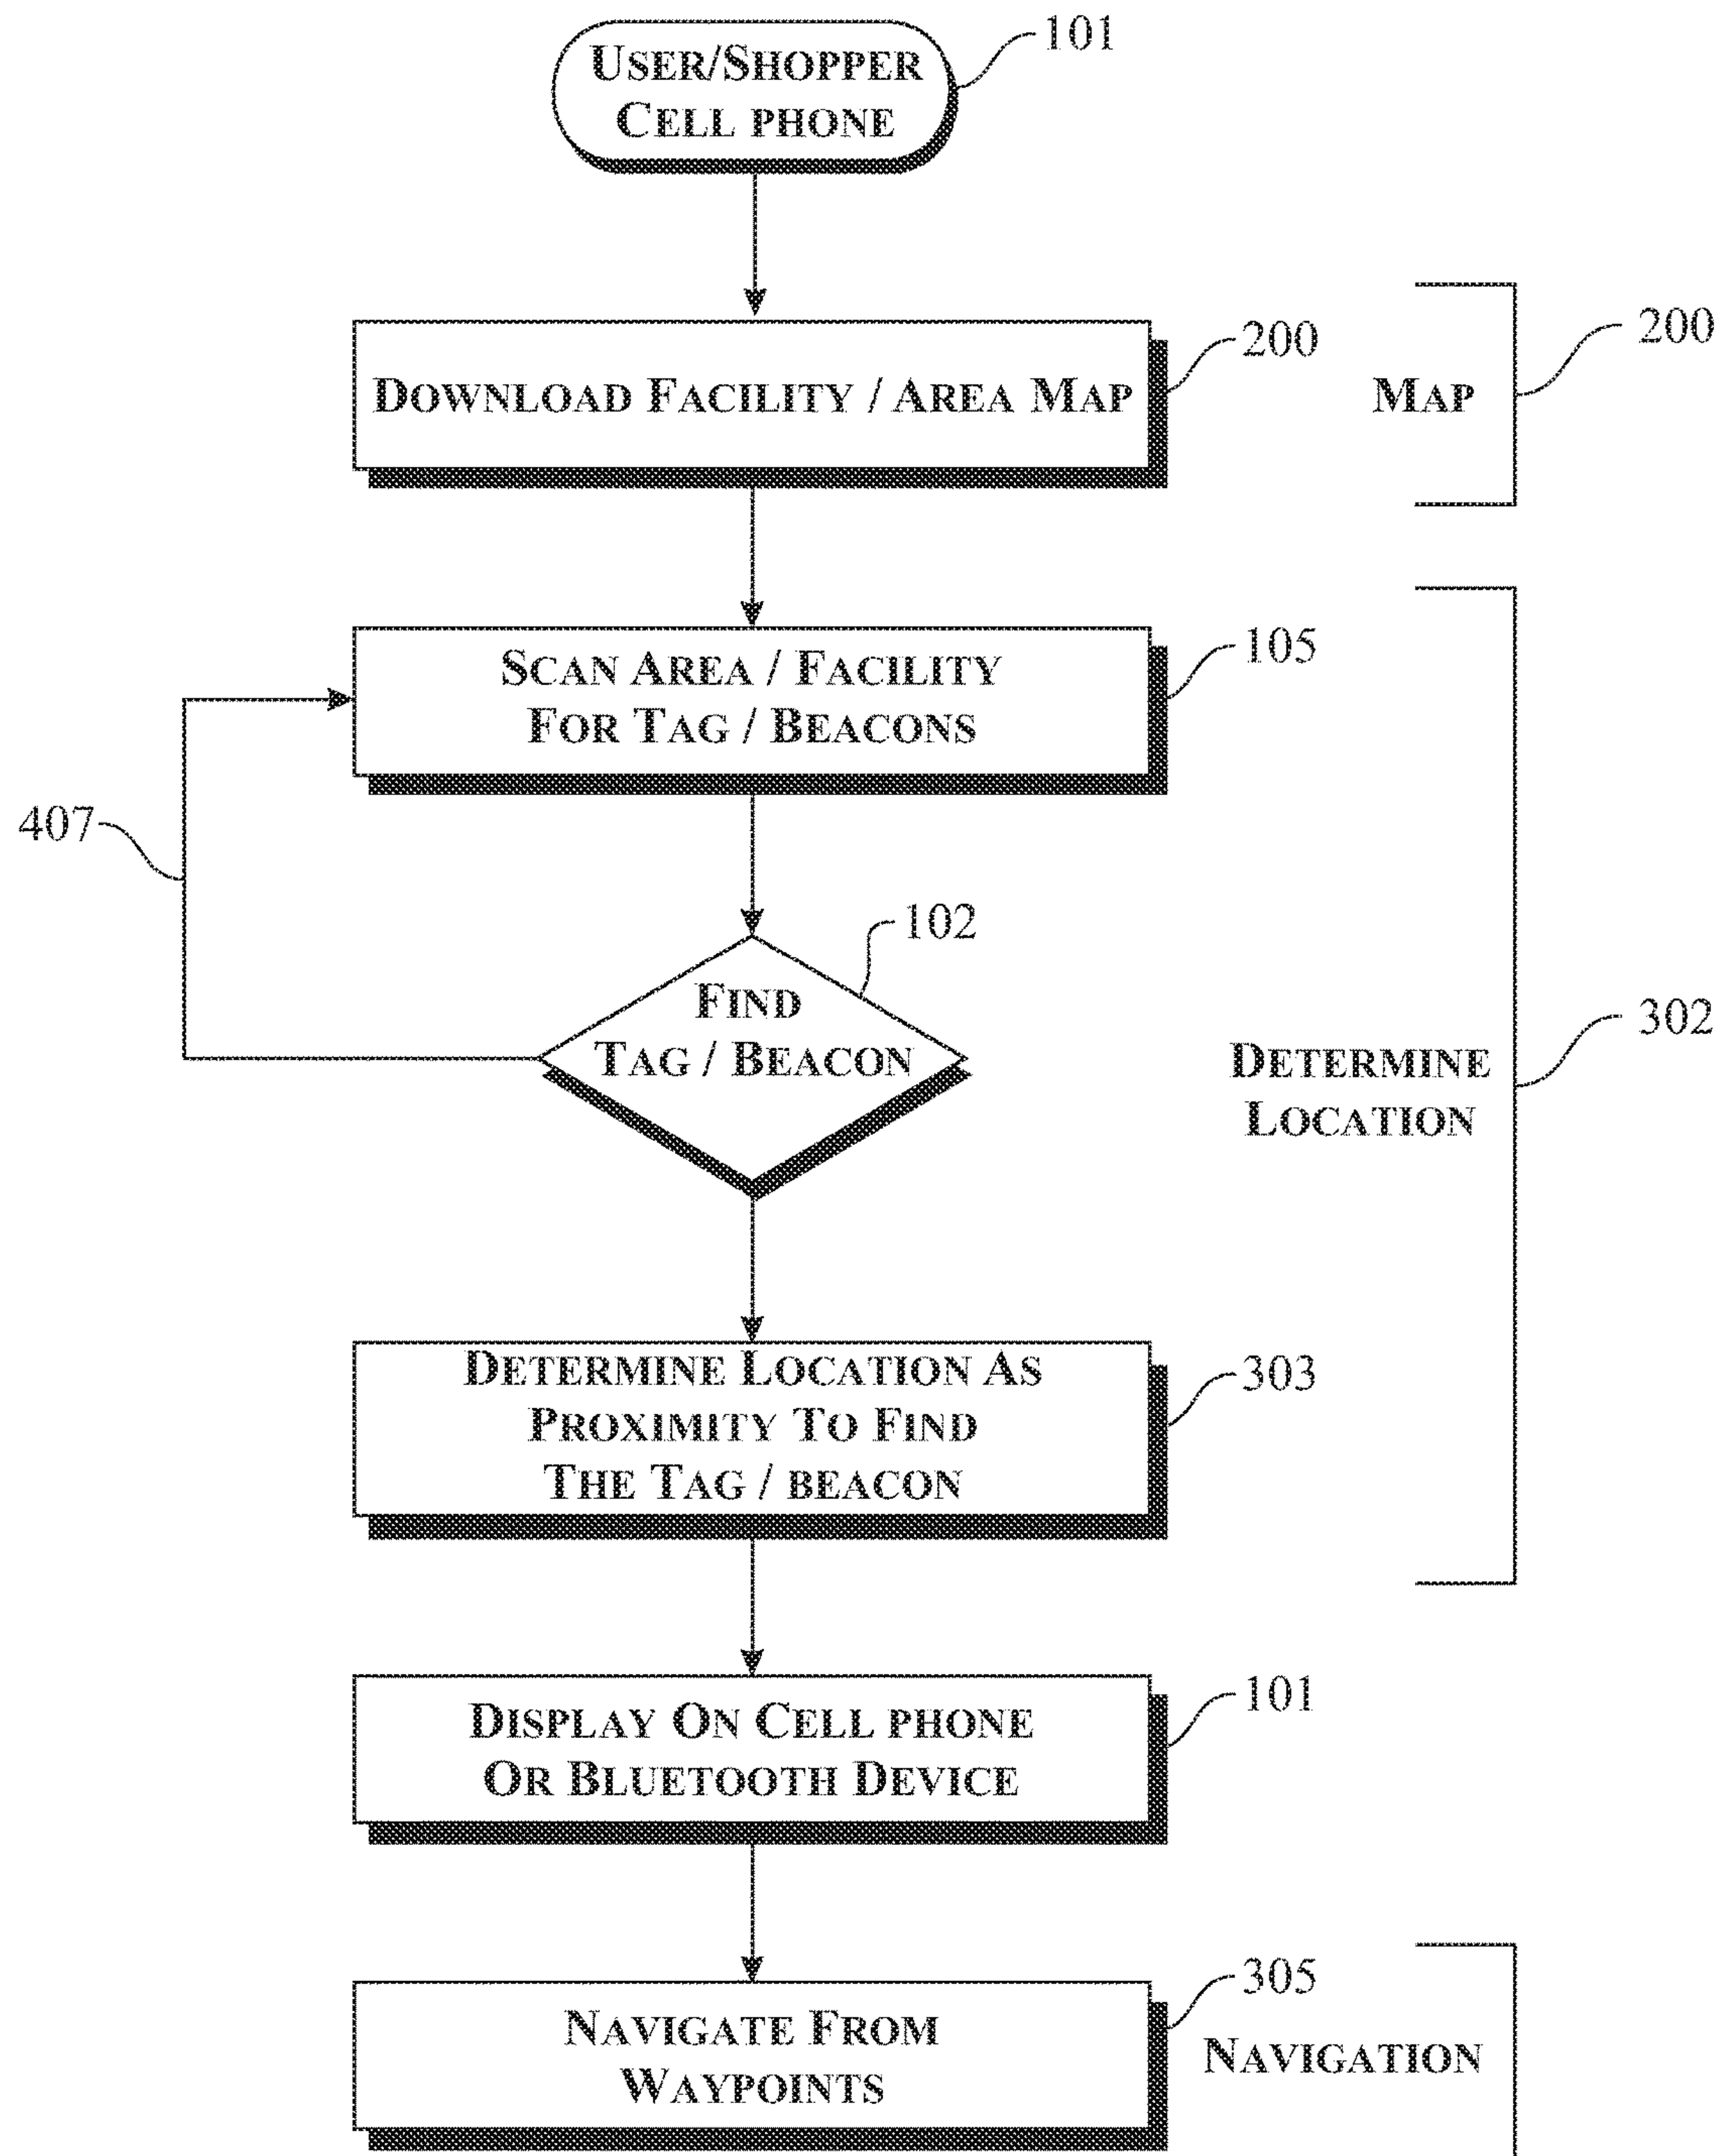 USER/SHOPPER
CELL PHONE
101
DOWNLOAD FACILITY / AREA MAP
200
MAP
200
SCAN AREA / FACILITY
FOR TAG / BEACONS
105
407
FIND
TAG / BEACON
102
DETERMINE
LOCATION
302
DETERMINE LOCATION AS
PROXIMITY TO FIND
THE TAG / BEACON
303
DISPLAY ON CELL PHONE
OR BLUETOOTH DEVICE
101
NAVIGATE FROM
WAYPOINTS
305
NAVIGATION